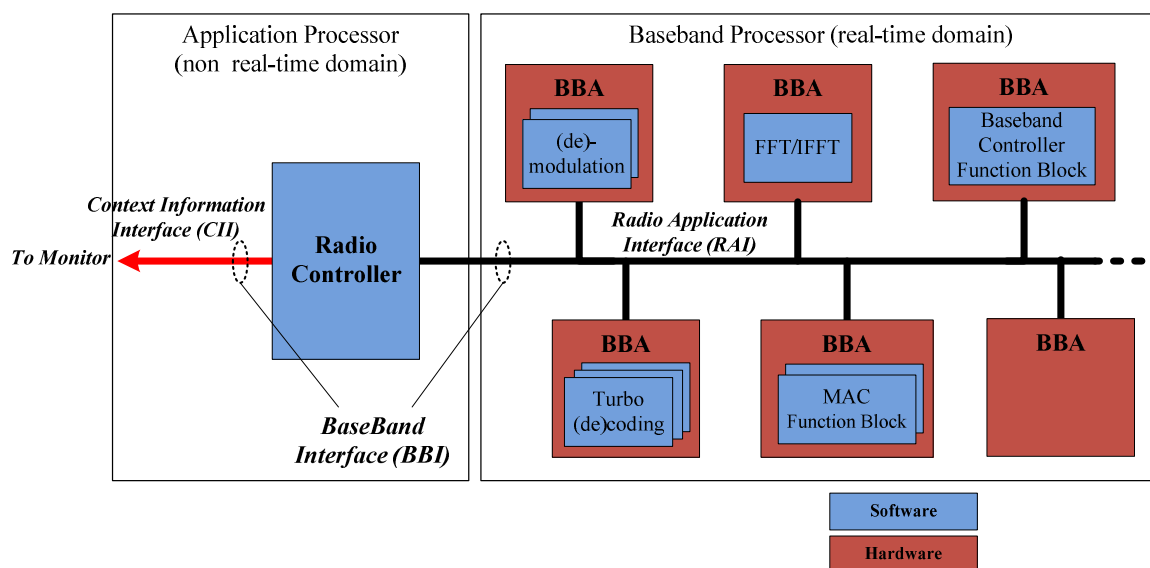 Application Processor
(non real-time domain)
Baseband Processor (real-time domain)
BBA
(de)-
modulation
BBA
FFT/IFFT
BBA
Baseband
Controller
Function Block
Context Information
Interface (CII)
To Monitor
Radio
Controller
Radio Application
Interface (RAI)
BaseBand
Interface (BBI)
BBA
Turbo
(de)coding
BBA
MAC
Function Block
BBA
Software
Hardware